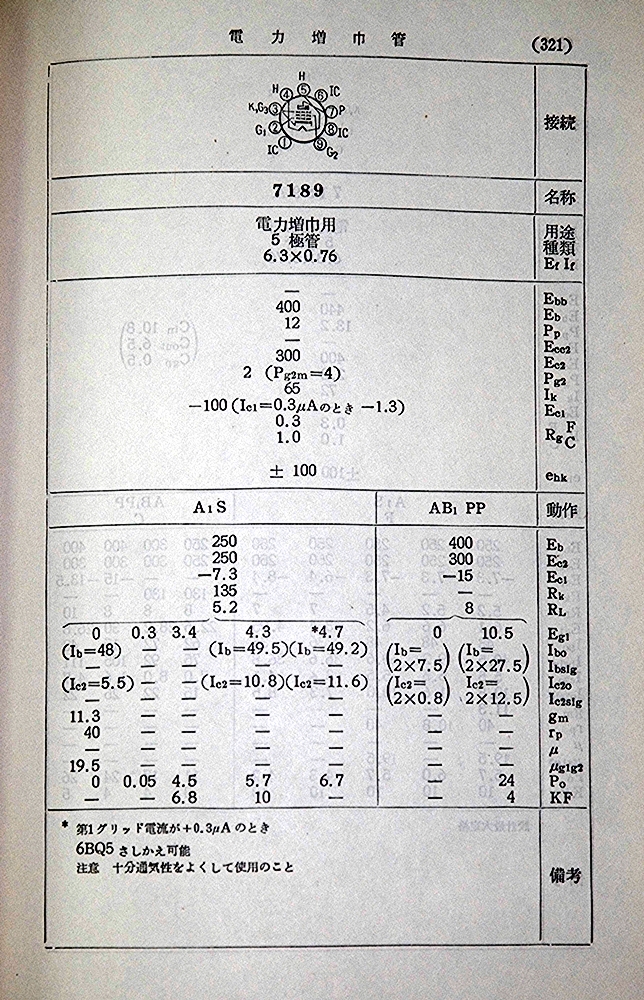 電力増巾管
(321)
H
H ④ ⑤ ⑥ IC
K,G₃ ③ ⑦ P
G₁ ② ⑧ IC
IC ① ⑨ G₂
接続
7189 名称
電力増巾用 用途
5 極管 種類
6.3×0.76 Ef If
— Ebb
400 Eb
12 Pp
— Ecc2
300 Ec2
2 (Pg2m=4) Pg2
65 Ik
−100 (Ic1=0.3μAのとき −1.3) Ec1
0.3 Rg F
1.0 C
± 100 ehk
A₁S AB₁ PP 動作
250 400 Eb
250 300 Ec2
−7.3 −15 Ec1
135 — Rk
5.2 8 RL
0 0.3 3.4 4.3 *4.7 0 10.5 Eg1
(Ib=48) — — (Ib=49.5) (Ib=49.2) (Ib=2×7.5) (Ib=2×27.5) Ibo
— — — — — Ibsig
(Ic2=5.5) — — (Ic2=10.8) (Ic2=11.6) (Ic2=2×0.8) (Ic2=2×12.5) Ic2o
— — — — — Ic2sig
11.3 — — — — — — gm
40 — — — — — — rp
— — — — — — — μ
19.5 — — — — — — μg1g2
0 0.05 4.5 5.7 6.7 — 24 Po
— — 6.8 10 — — 4 KF
* 第1グリッド電流が+0.3μAのとき
6BQ5 さしかえ可能
注意 十分通気性をよくして使用のこと
備考